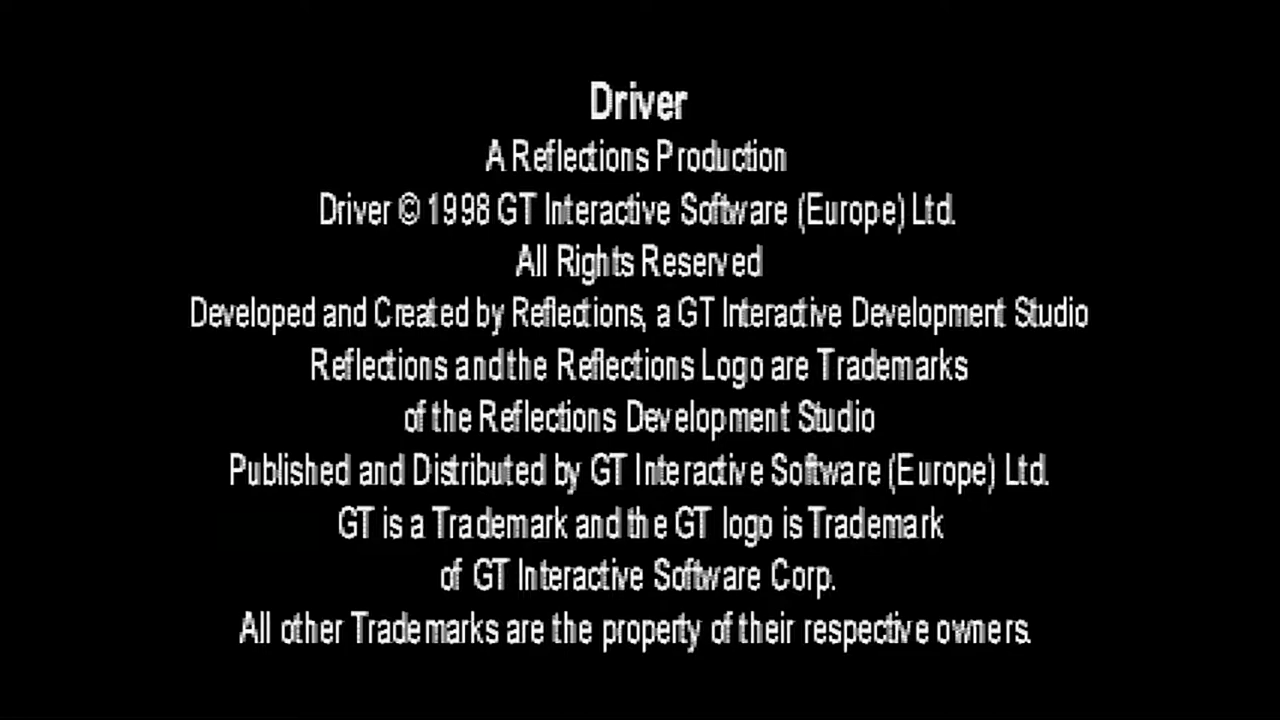 Driver
A Reflections Production
Driver © 1998 GT Interactive Software (Europe) Ltd.
All Rights Reserved
Developed and Created by Reflections, a GT Interactive Development Studio
Reflections and the Reflections Logo are Trademarks
of the Reflections Development Studio
Published and Distributed by GT Interactive Software (Europe) Ltd.
GT is a Trademark and the GT logo is Trademark
of GT Interactive Software Corp.
All other Trademarks are the property of their respective owners.